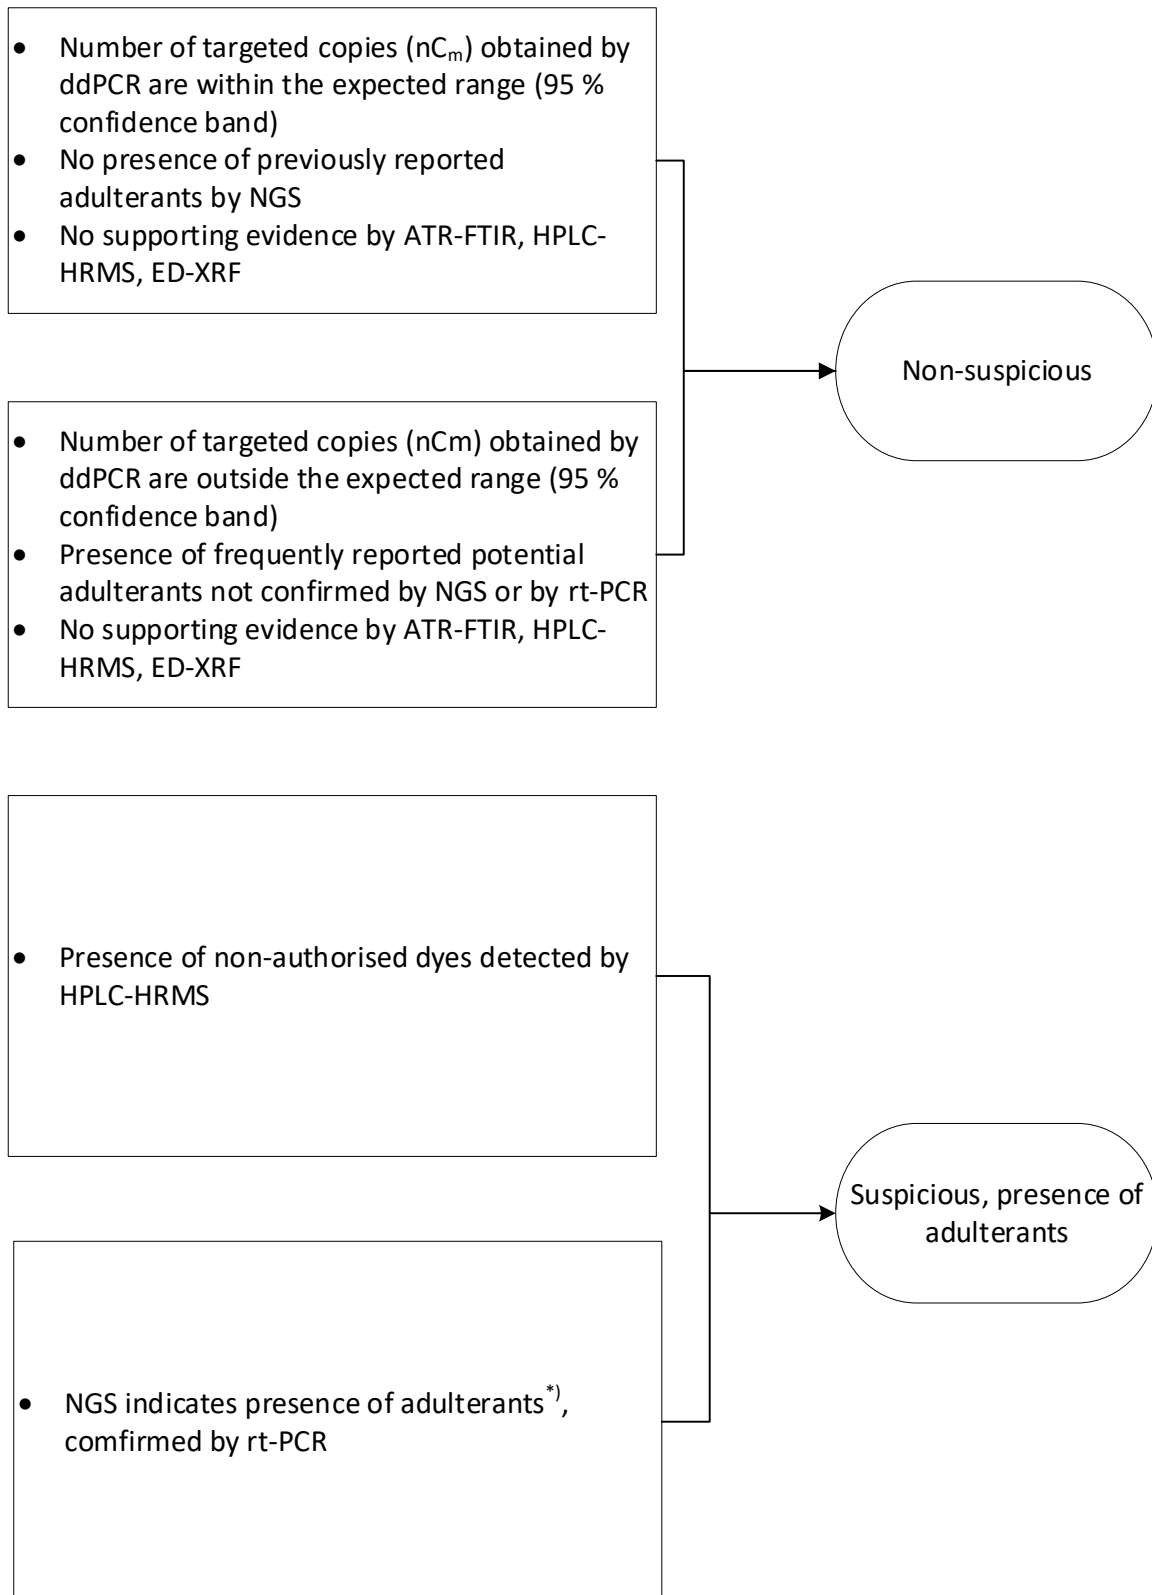 • Number of targeted copies (nCm) obtained by
ddPCR are within the expected range (95 %
confidence band)
• No presence of previously reported
adulterants by NGS
• No supporting evidence by ATR-FTIR, HPLC-
HRMS, ED-XRF
Non-suspicious
• Number of targeted copies (nCm) obtained by
ddPCR are outside the expected range (95 %
confidence band)
• Presence of frequently reported potential
adulterants not confirmed by NGS or by rt-PCR
• No supporting evidence by ATR-FTIR, HPLC-
HRMS, ED-XRF
• Presence of non-authorised dyes detected by
HPLC-HRMS
Suspicious, presence of
adulterants
• NGS indicates presence of adulterants*),
comfirmed by rt-PCR